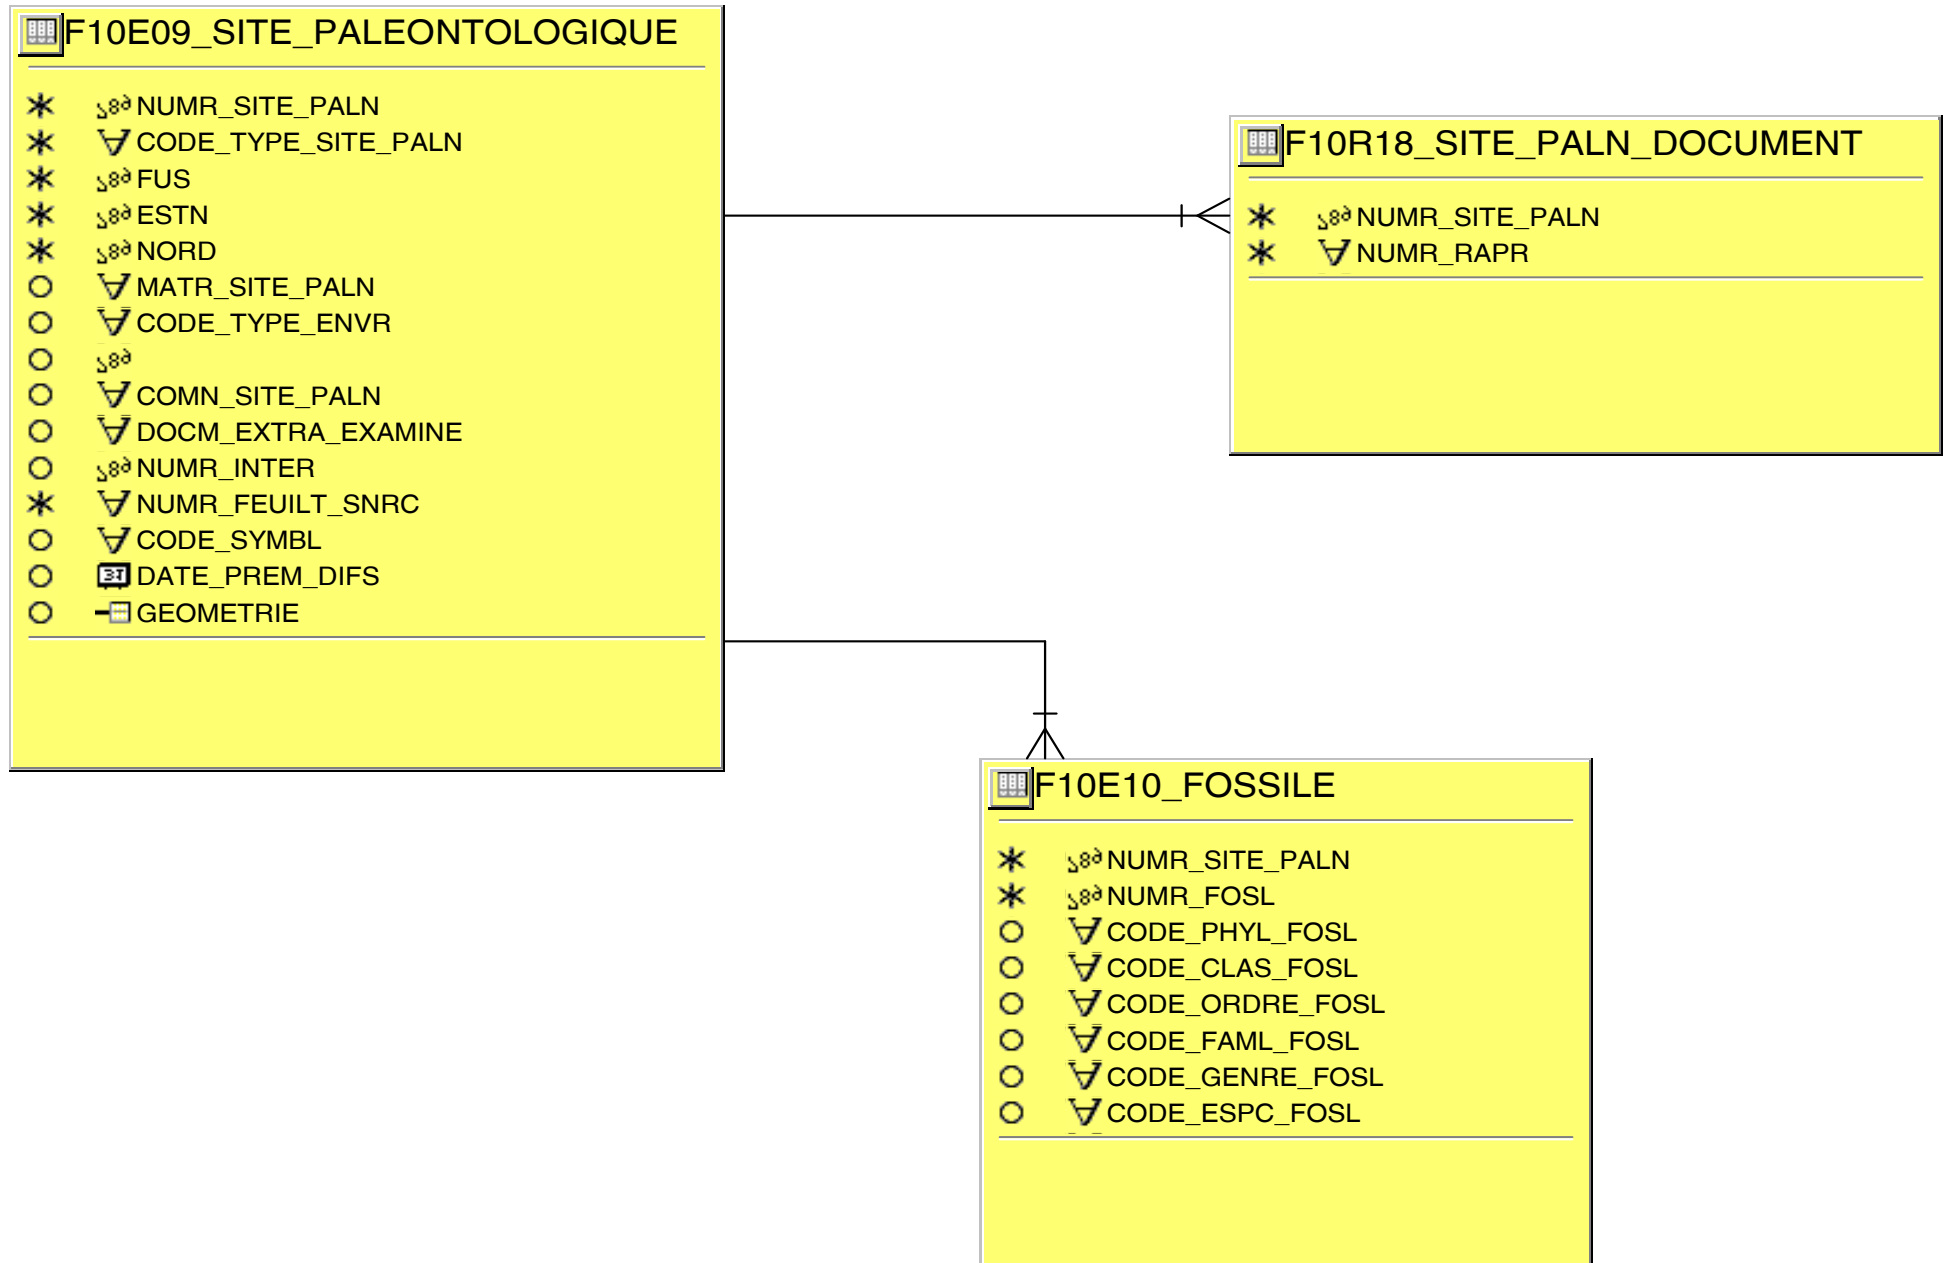 F10E09_SITE_PALEONTOLOGIQUE
NUMR_SITE_PALN
CODE_TYPE_SITE_PALN
FUS
ESTN
NORD
MATR_SITE_PALN
CODE_TYPE_ENVR
COMN_SITE_PALN
DOCM_EXTRA_EXAMINE
NUMR_INTER
NUMR_FEUILT_SNRC
CODE_SYMBL
DATE_PREM_DIFS
GEOMETRIE
F10R18_SITE_PALN_DOCUMENT
NUMR_SITE_PALN
NUMR_RAPR
F10E10_FOSSILE
NUMR_SITE_PALN
NUMR_FOSL
CODE_PHYL_FOSL
CODE_CLAS_FOSL
CODE_ORDRE_FOSL
CODE_FAML_FOSL
CODE_GENRE_FOSL
CODE_ESPC_FOSL